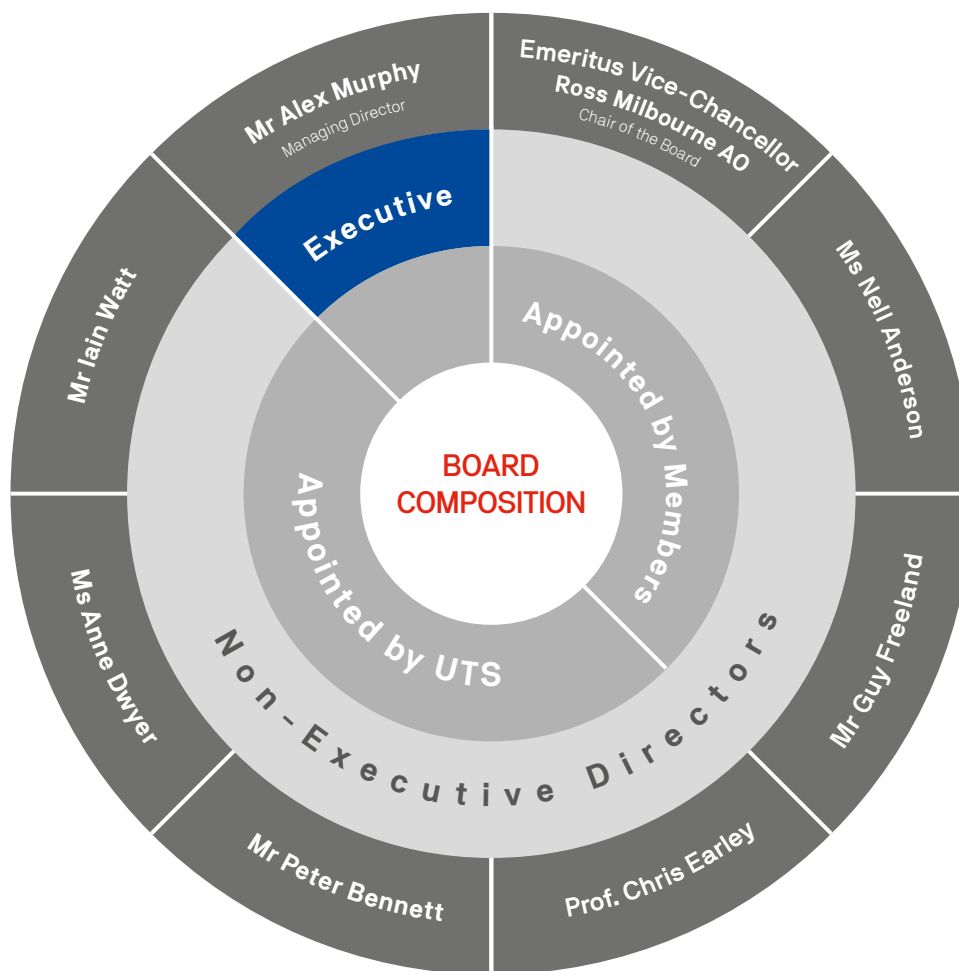 Mr Alex Murphy
Managing Director
Emeritus Vice-Chancellor
Ross Milbourne AO
Chair of the Board
Ms Nell Anderson
Mr Guy Freeland
Prof. Chris Earley
Mr Peter Bennett
Ms Anne Dwyer
Mr Iain Watt
Executive
Non-Executive Directors
Appointed by Members
Appointed by UTS
BOARD
COMPOSITION